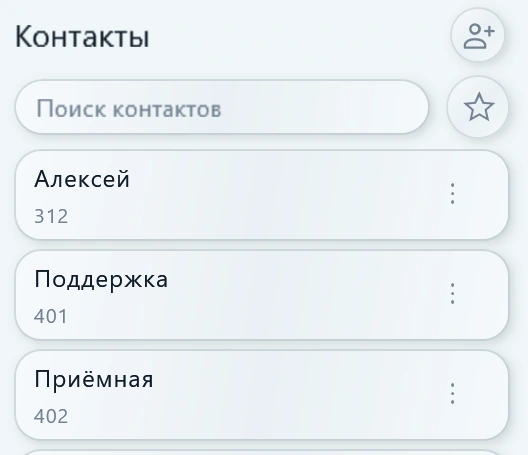 Контакты
Поиск контактов
Алексей
312
Поддержка
401
Приёмная
402